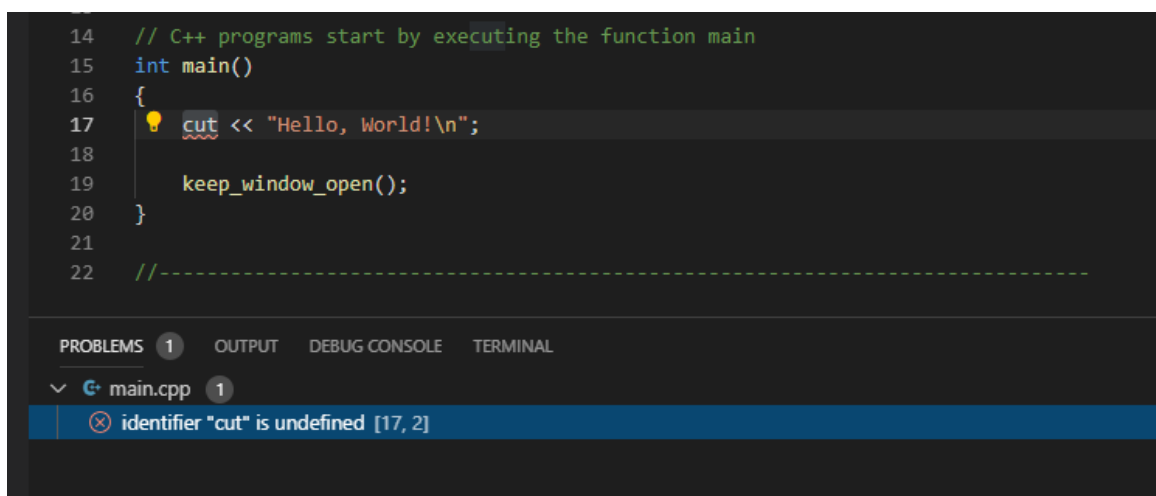 14 // C++ programs start by executing the function main
15 int main()
16 {
17 cut << "Hello, World!\n";
18
19 keep_window_open();
20 }
21
22 //-----------------------------------------------------------------------------
PROBLEMS 1 OUTPUT DEBUG CONSOLE TERMINAL
main.cpp 1
identifier "cut" is undefined [17, 2]